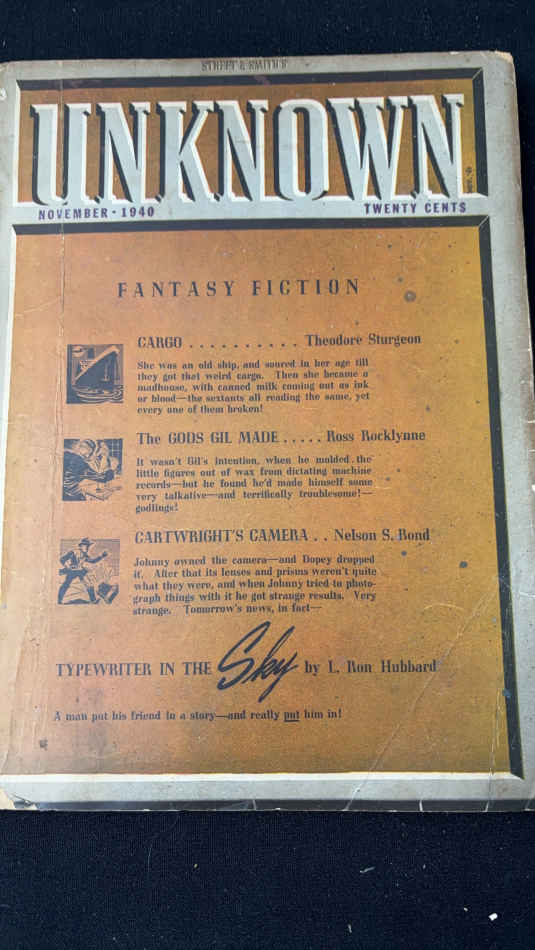 STREET & SMITH'S
UNKNOWN
NOVEMBER · 1940 TWENTY CENTS
FANTASY FICTION
CARGO . . . . . . . . . . Theodore Sturgeon
She was an old ship, and soured in her age till
they got that weird cargo. Then she became a
madhouse, with canned milk coming out as ink
or blood—the sextants all reading the same, yet
every one of them broken!
The GODS GIL MADE . . . . . Ross Rocklynne
It wasn't Gil's intention, when he molded the
little figures out of wax from dictating machine
records—but he found he'd made himself some
very talkative—and terrifically troublesome!—
godlings!
CARTWRIGHT'S CAMERA . . Nelson S. Bond
Johnny owned the camera—and Dopey dropped
it. After that its lenses and prisms weren't quite
what they were, and when Johnny tried to photo-
graph things with it he got strange results. Very
strange. Tomorrow's news, in fact—
TYPEWRITER IN THE Sky by L. Ron Hubbard
A man put his friend in a story—and really put him in!